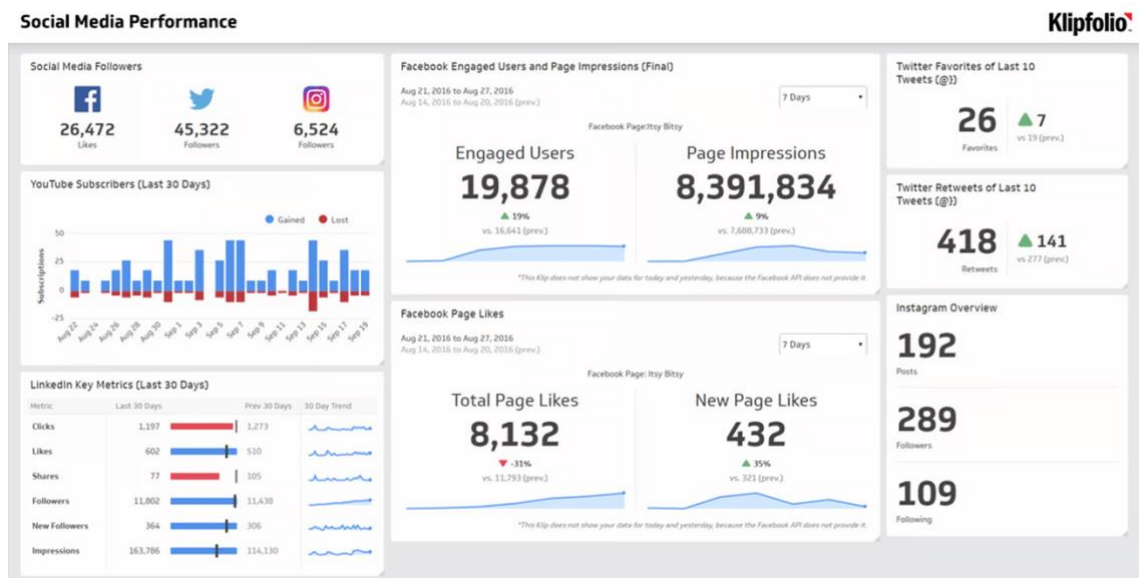 Social Media Performance
Klipfolio
Social Media Followers
26,472
Likes
45,322
Followers
6,524
Followers
YouTube Subscribers (Last 30 Days)
Gained Lost
Subscriptions
50
25
0
-25
Aug 22 Aug 24 Aug 26 Aug 28 Aug 30 Sep 1 Sep 3 Sep 5 Sep 7 Sep 9 Sep 11 Sep 13 Sep 15 Sep 17 Sep 19
LinkedIn Key Metrics (Last 30 Days)
Metric Last 30 Days Prev 30 Days 30 Day Trend
Clicks 1,197 1,273
Likes 602 510
Shares 77 105
Followers 11,802 11,438
New Followers 364 306
Impressions 163,786 114,130
Facebook Engaged Users and Page Impressions (Final)
Aug 21, 2016 to Aug 27, 2016
Aug 14, 2016 to Aug 20, 2016 (prev.)
7 Days
Facebook Page:Itsy Bitsy
Engaged Users
19,878
19%
vs. 16,641 (prev.)
Page Impressions
8,391,834
9%
vs. 7,688,733 (prev.)
*This Klip does not show your data for today and yesterday, because the Facebook API does not provide it.
Facebook Page Likes
Aug 21, 2016 to Aug 27, 2016
Aug 14, 2016 to Aug 20, 2016 (prev.)
7 Days
Facebook Page: Itsy Bitsy
Total Page Likes
8,132
-31%
vs. 11,793 (prev.)
New Page Likes
432
35%
vs. 321 (prev.)
*This Klip does not show your data for today and yesterday, because the Facebook API does not provide it.
Twitter Favorites of Last 10
Tweets (@})
26
Favorites
7
vs 19 (prev.)
Twitter Retweets of Last 10
Tweets (@})
418
Retweets
141
vs 277 (prev.)
Instagram Overview
192
Posts
289
Followers
109
Following